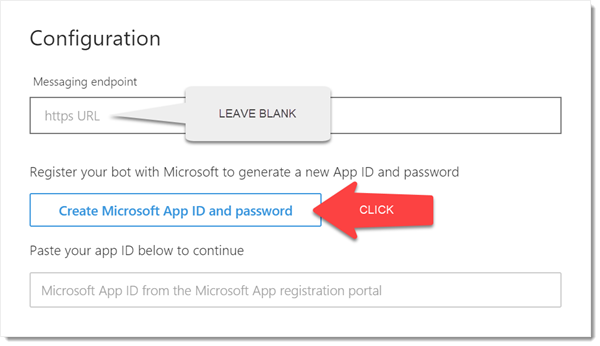 Configuration
Messaging endpoint
https URL
LEAVE BLANK
Register your bot with Microsoft to generate a new App ID and password
Create Microsoft App ID and password
CLICK
Paste your app ID below to continue
Microsoft App ID from the Microsoft App registration portal